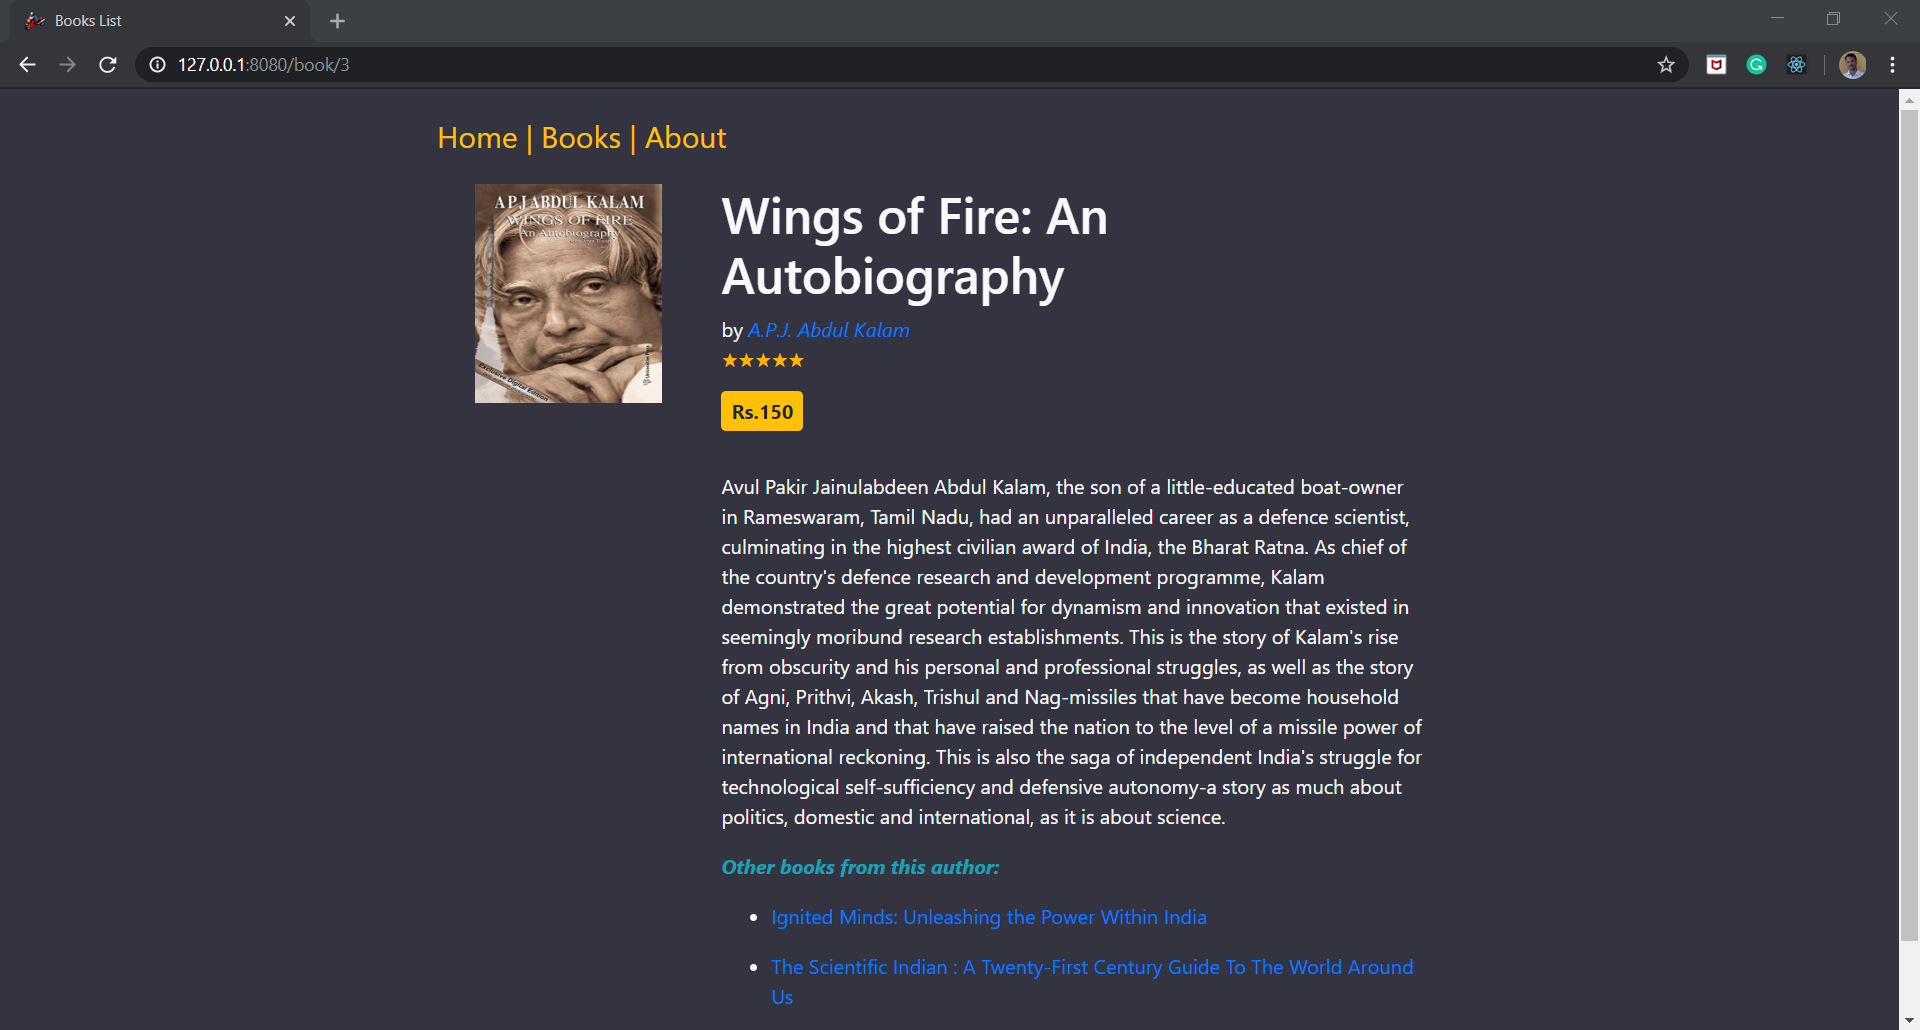 Books List
127.0.0.1:8080/book/3
Home | Books | About
A P.J ABDUL KALAM
WINGS OF FIRE
An Autobiography
Exclusive Digital Edition
Wings of Fire: An
Autobiography
by A.P.J. Abdul Kalam
★★★★★
Rs.150
Avul Pakir Jainulabdeen Abdul Kalam, the son of a little-educated boat-owner
in Rameswaram, Tamil Nadu, had an unparalleled career as a defence scientist,
culminating in the highest civilian award of India, the Bharat Ratna. As chief of
the country's defence research and development programme, Kalam
demonstrated the great potential for dynamism and innovation that existed in
seemingly moribund research establishments. This is the story of Kalam's rise
from obscurity and his personal and professional struggles, as well as the story
of Agni, Prithvi, Akash, Trishul and Nag-missiles that have become household
names in India and that have raised the nation to the level of a missile power of
international reckoning. This is also the saga of independent India's struggle for
technological self-sufficiency and defensive autonomy-a story as much about
politics, domestic and international, as it is about science.
Other books from this author:
• Ignited Minds: Unleashing the Power Within India
• The Scientific Indian : A Twenty-First Century Guide To The World Around
Us